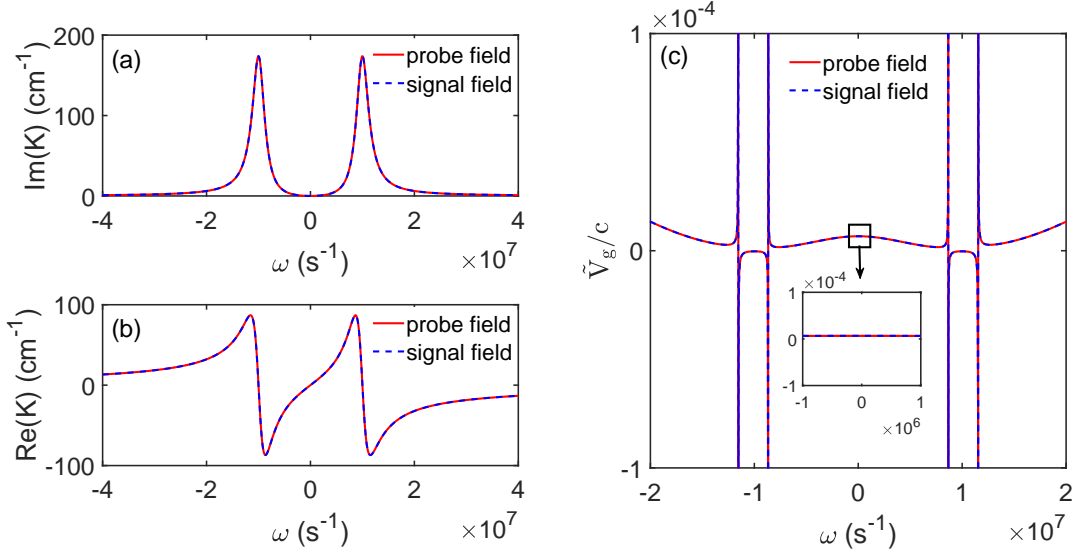 (a)
probe field
signal field
Im(K) (cm⁻¹)
200
100
0
-4 -2 0 2 4
ω (s⁻¹) ×10⁷
(b)
probe field
signal field
Re(K) (cm⁻¹)
100
0
-100
-4 -2 0 2 4
ω (s⁻¹) ×10⁷
×10⁻⁴
(c)
probe field
signal field
Ṽg/c
1
0
-1
×10⁻⁴
1
0
-1
-1 0 1
×10⁶
-2 -1 0 1 2
ω (s⁻¹) ×10⁷